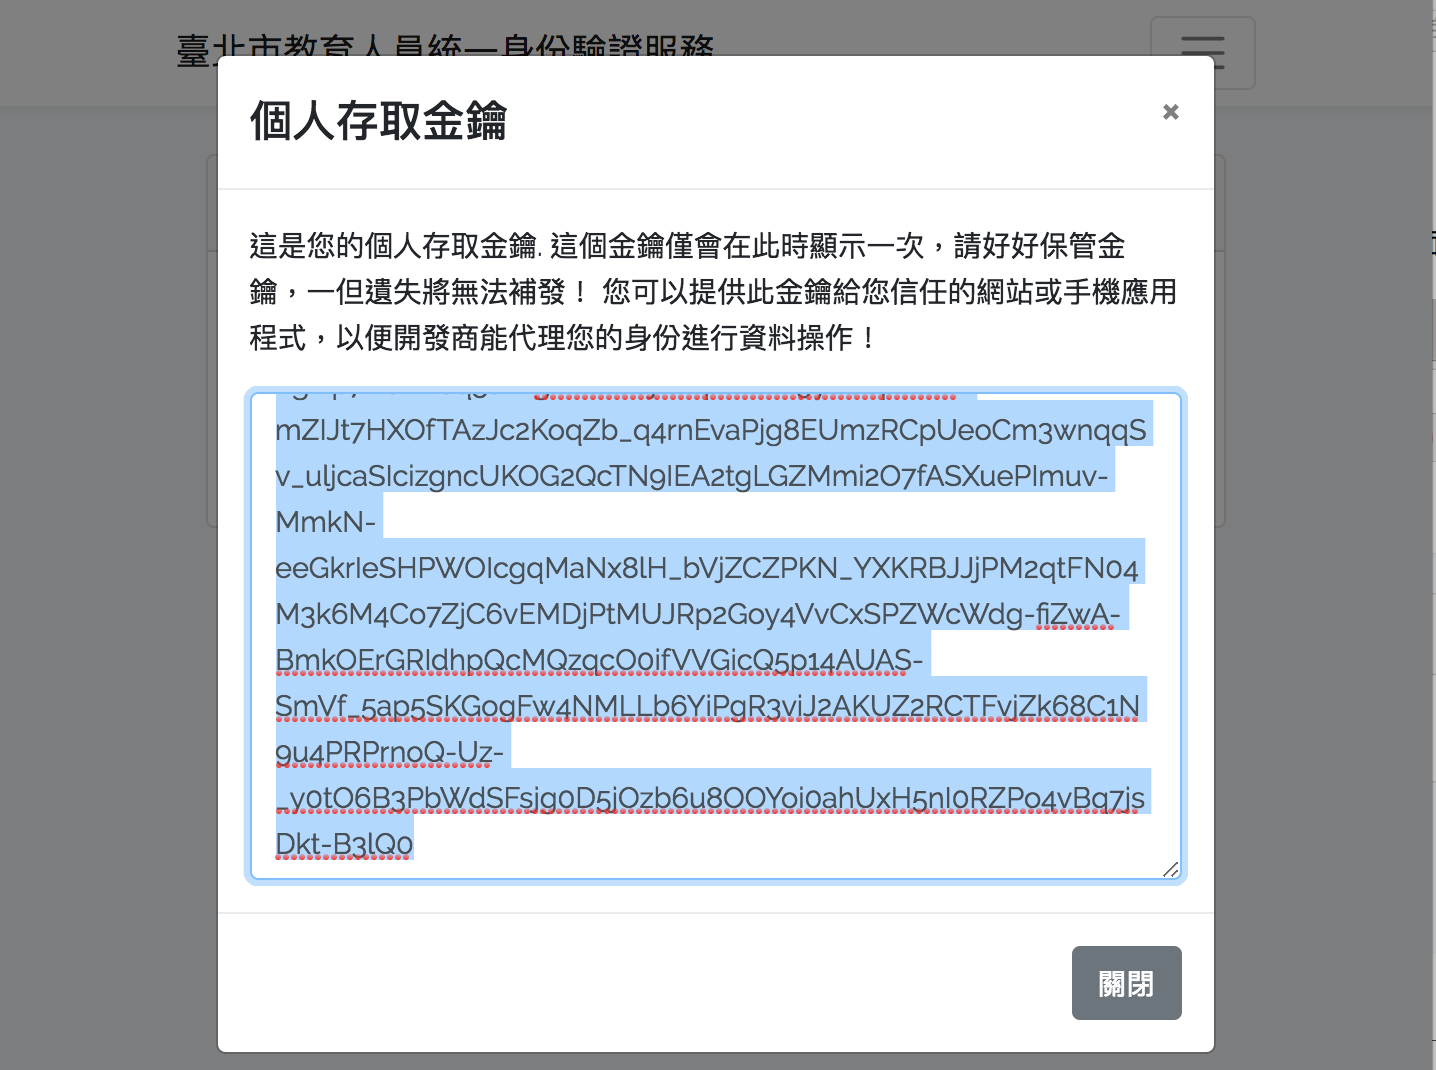 臺北市教育人員統一身份驗證服務
個人存取金鑰
×
這是您的個人存取金鑰. 這個金鑰僅會在此時顯示一次，請好好保管金
鑰，一但遺失將無法補發！ 您可以提供此金鑰給您信任的網站或手機應用
程式，以便開發商能代理您的身份進行資料操作！
mZIJt7HXOfTAzJc2KoqZb_q4rnEvaPjg8EUmzRCpUeoCm3wnqqS
v_uljcaSIcizgncUKOG2QcTN9IEA2tgLGZMmi2O7fASXuePImuv-
MmkN-
eeGkrIeSHPWOIcgqMaNx8lH_bVjZCZPKN_YXKRBJJjPM2qtFN04
M3k6M4Co7ZjC6vEMDjPtMUJRp2Goy4VvCxSPZWcWdg-fiZwA-
BmkOErGRIdhpQcMQzqcO0ifVVGicQ5p14AUAS-
SmVf_5ap5SKGogFw4NMLLb6YiPgR3viJ2AKUZ2RCTFvjZk68C1N
9u4PRPrnoQ-Uz-
_y0tO6B3PbWdSFsjg0D5jOzb6u8OOYoi0ahUxH5nI0RZPo4vBq7js
Dkt-B3lQ0
關閉